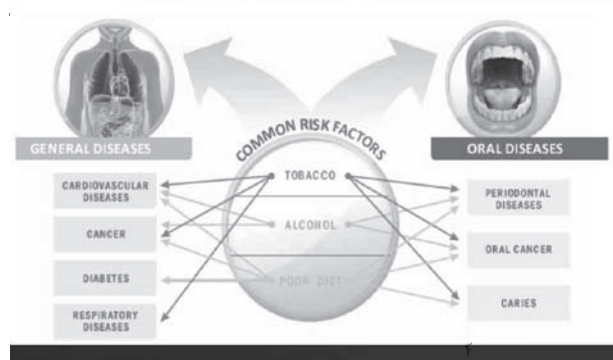 COMMON RISK FACTORS
GENERAL DISEASES
ORAL DISEASES
CARDIOVASCULAR
DISEASES
CANCER
DIABETES
RESPIRATORY
DISEASES
TOBACCO
ALCOHOL
POOR DIET
PERIODONTAL
DISEASES
ORAL CANCER
CARIES